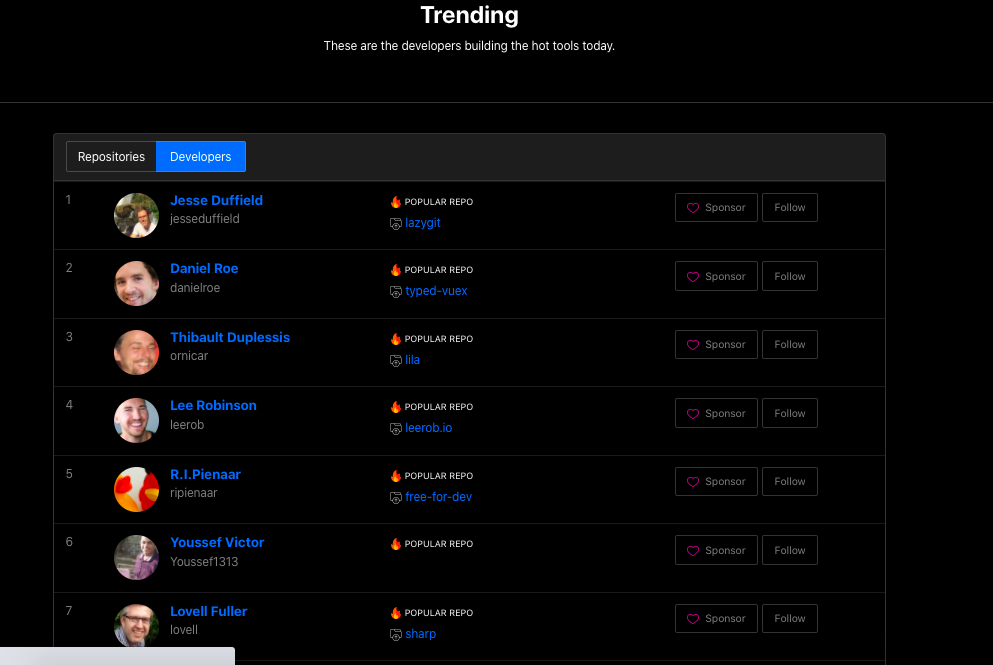 Trending
These are the developers building the hot tools today.
Repositories Developers
1 Jesse Duffield POPULAR REPO Sponsor Follow
jesseduffield lazygit
2 Daniel Roe POPULAR REPO Sponsor Follow
danielroe typed-vuex
3 Thibault Duplessis POPULAR REPO Sponsor Follow
ornicar lila
4 Lee Robinson POPULAR REPO Sponsor Follow
leerob leerob.io
5 R.I.Pienaar POPULAR REPO Sponsor Follow
ripienaar free-for-dev
6 Youssef Victor POPULAR REPO Sponsor Follow
Youssef1313
7 Lovell Fuller POPULAR REPO Sponsor Follow
lovell sharp